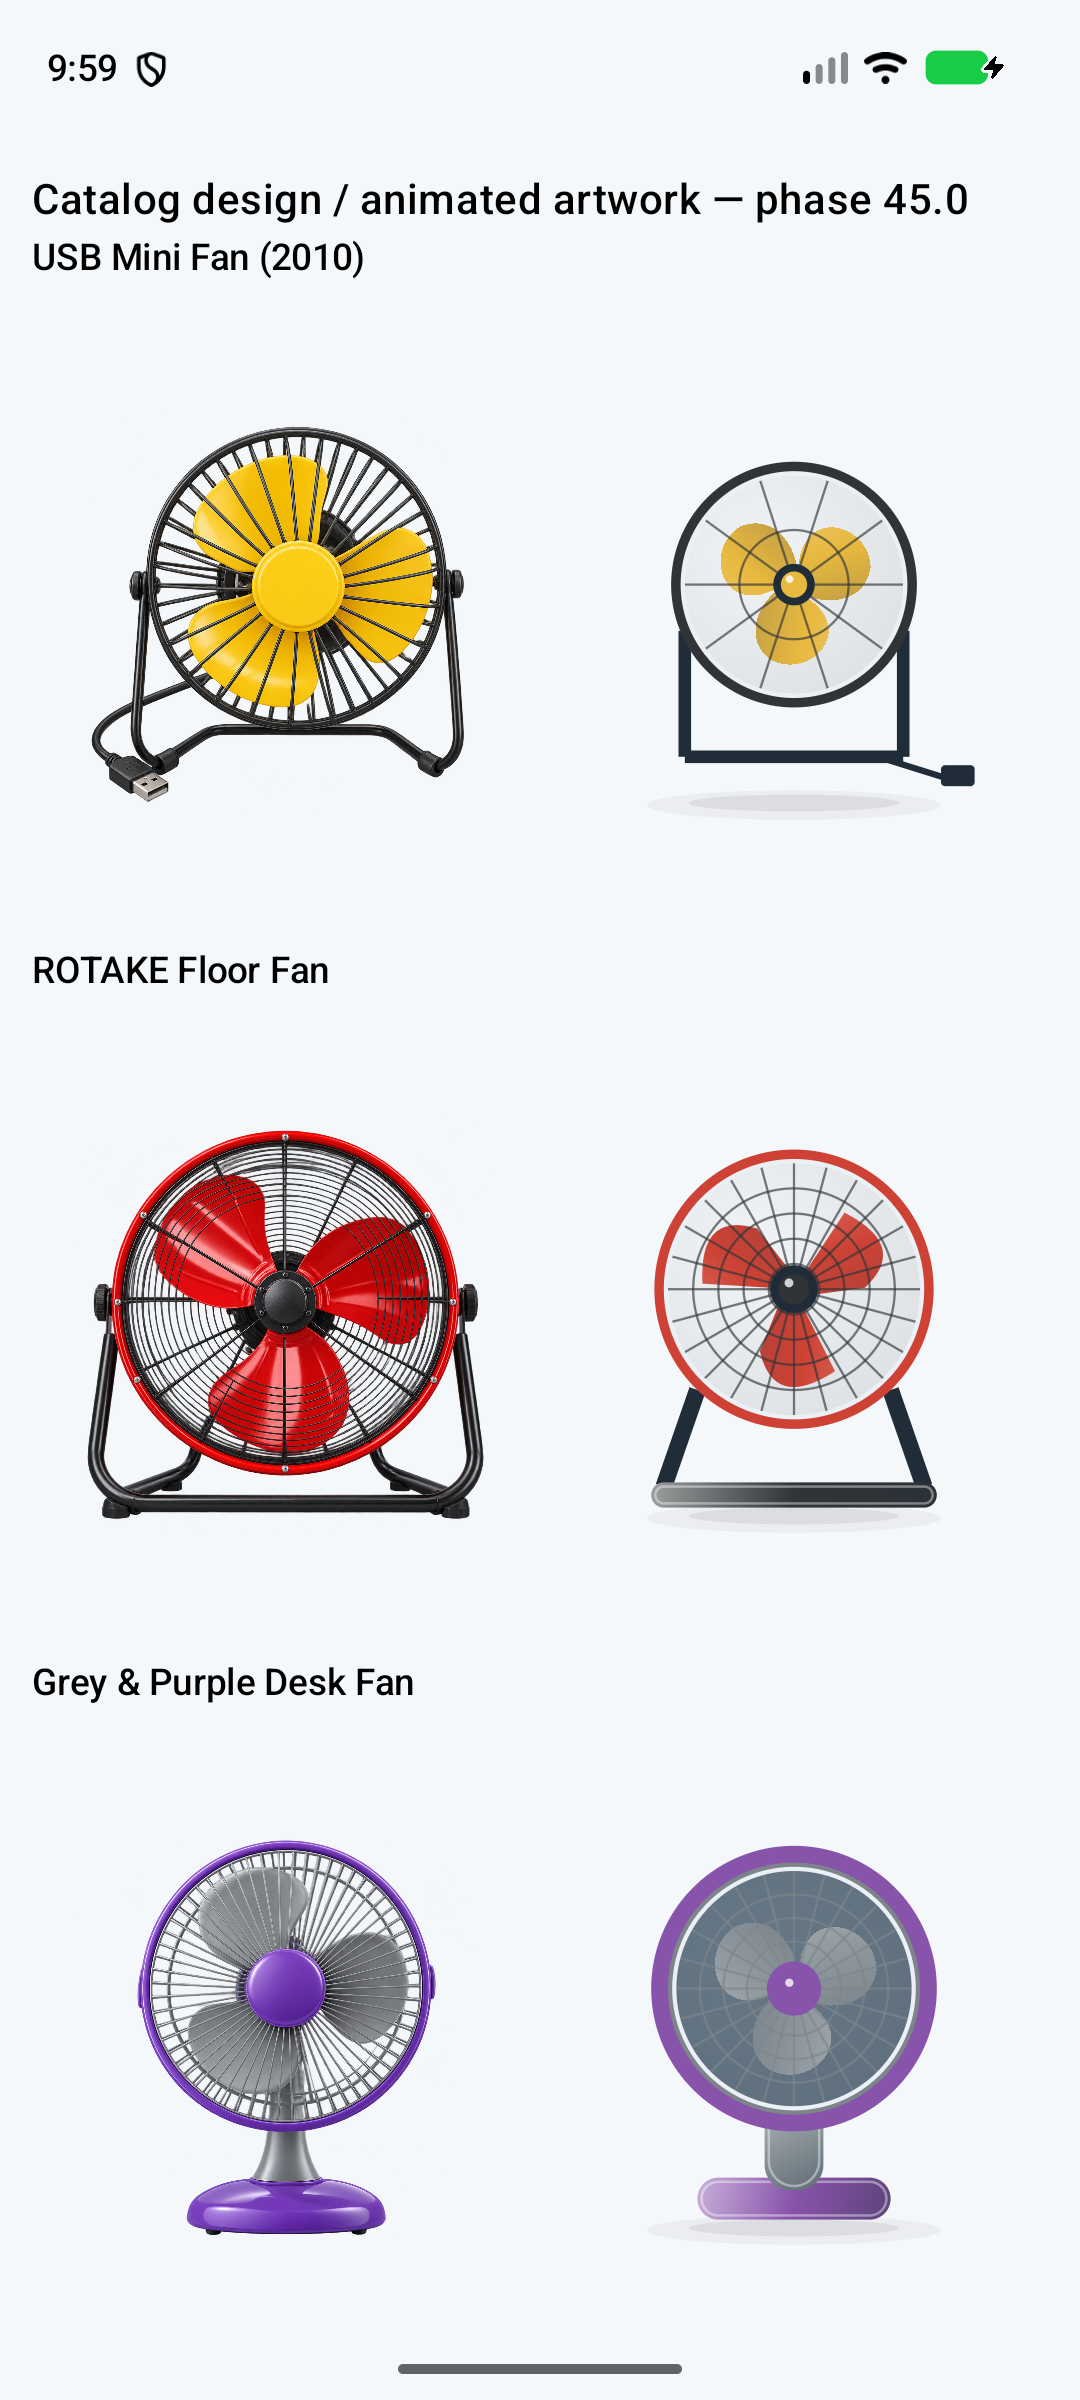 9:59
Catalog design / animated artwork — phase 45.0
USB Mini Fan (2010)
ROTAKE Floor Fan
Grey & Purple Desk Fan